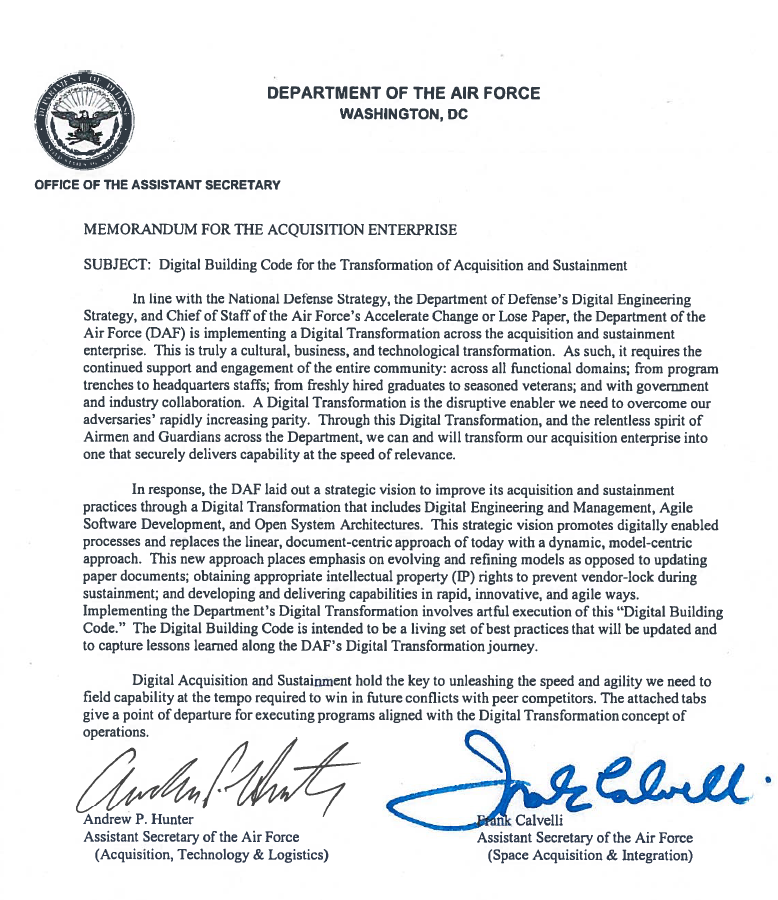 DEPARTMENT OF THE AIR FORCE
WASHINGTON, DC
DEPARTMENT OF DEFENSE
UNITED STATES OF AMERICA
OFFICE OF THE ASSISTANT SECRETARY
MEMORANDUM FOR THE ACQUISITION ENTERPRISE
SUBJECT: Digital Building Code for the Transformation of Acquisition and Sustainment
In line with the National Defense Strategy, the Department of Defense's Digital Engineering
Strategy, and Chief of Staff of the Air Force's Accelerate Change or Lose Paper, the Department of the
Air Force (DAF) is implementing a Digital Transformation across the acquisition and sustainment
enterprise. This is truly a cultural, business, and technological transformation. As such, it requires the
continued support and engagement of the entire community: across all functional domains; from program
trenches to headquarters staffs; from freshly hired graduates to seasoned veterans; and with government
and industry collaboration. A Digital Transformation is the disruptive enabler we need to overcome our
adversaries' rapidly increasing parity. Through this Digital Transformation, and the relentless spirit of
Airmen and Guardians across the Department, we can and will transform our acquisition enterprise into
one that securely delivers capability at the speed of relevance.
In response, the DAF laid out a strategic vision to improve its acquisition and sustainment
practices through a Digital Transformation that includes Digital Engineering and Management, Agile
Software Development, and Open System Architectures. This strategic vision promotes digitally enabled
processes and replaces the linear, document-centric approach of today with a dynamic, model-centric
approach. This new approach places emphasis on evolving and refining models as opposed to updating
paper documents; obtaining appropriate intellectual property (IP) rights to prevent vendor-lock during
sustainment; and developing and delivering capabilities in rapid, innovative, and agile ways.
Implementing the Department's Digital Transformation involves artful execution of this "Digital Building
Code." The Digital Building Code is intended to be a living set of best practices that will be updated and
to capture lessons learned along the DAF's Digital Transformation journey.
Digital Acquisition and Sustainment hold the key to unleashing the speed and agility we need to
field capability at the tempo required to win in future conflicts with peer competitors. The attached tabs
give a point of departure for executing programs aligned with the Digital Transformation concept of
operations.
Andrew P. Hunter
Frank Calvelli
Andrew P. Hunter
Assistant Secretary of the Air Force
(Acquisition, Technology & Logistics)
Frank Calvelli
Assistant Secretary of the Air Force
(Space Acquisition & Integration)